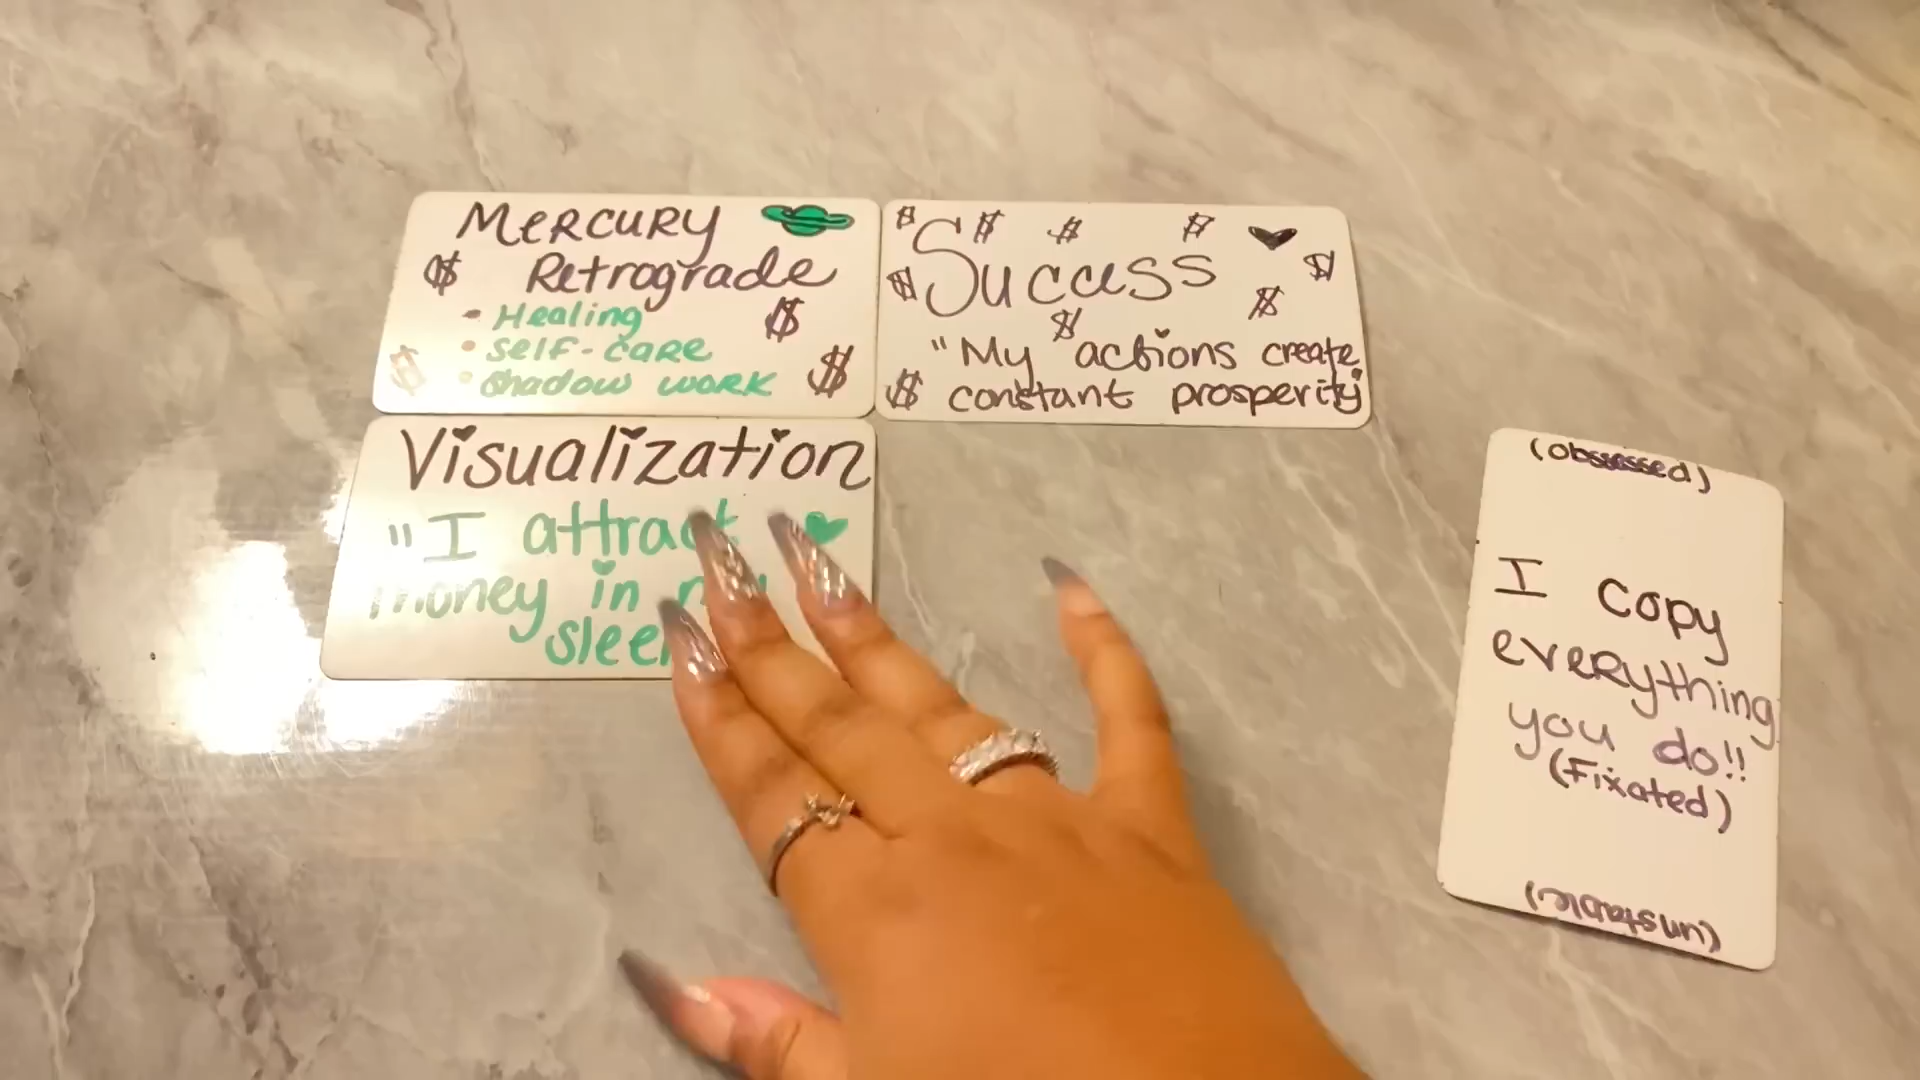 Mercury
Retrograde
- Healing
• self-care
• Shadow work
$ Success
"My actions create
constant prosperity
Visualization
"I attract
money in
(obssessed)
I copy
everything
you do!!
(Fixated)
(unstable)